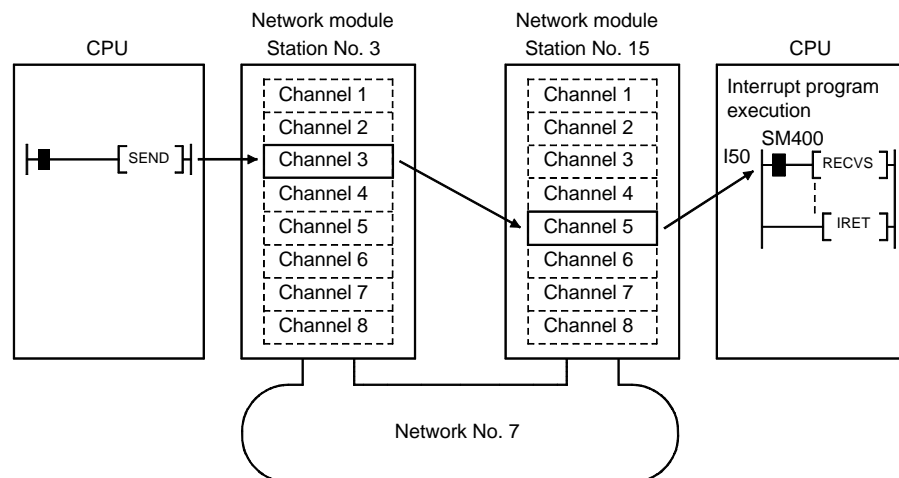 CPU
SEND
Network module
Station No. 3
Channel 1
Channel 2
Channel 3
Channel 4
Channel 5
Channel 6
Channel 7
Channel 8
Network module
Station No. 15
Channel 1
Channel 2
Channel 3
Channel 4
Channel 5
Channel 6
Channel 7
Channel 8
CPU
Interrupt program
execution
SM400
I50
RECVS
IRET
Network No. 7